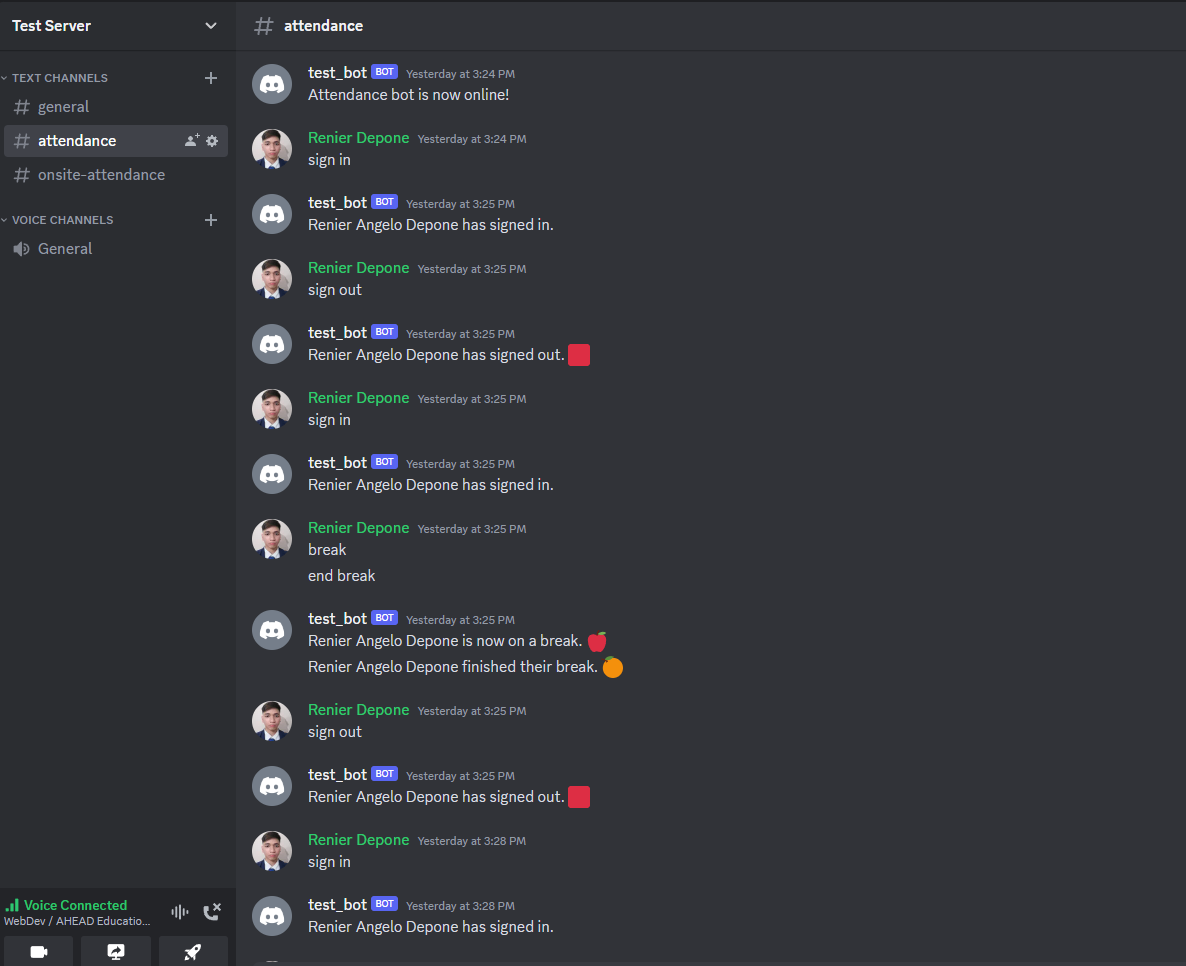 Test Server
TEXT CHANNELS
general
attendance
onsite-attendance
VOICE CHANNELS
General
Voice Connected
WebDev / AHEAD Educatio...
# attendance
test_bot BOT Yesterday at 3:24 PM
Attendance bot is now online!
Renier Depone Yesterday at 3:24 PM
sign in
test_bot BOT Yesterday at 3:25 PM
Renier Angelo Depone has signed in.
Renier Depone Yesterday at 3:25 PM
sign out
test_bot BOT Yesterday at 3:25 PM
Renier Angelo Depone has signed out. 🟥
Renier Depone Yesterday at 3:25 PM
sign in
test_bot BOT Yesterday at 3:25 PM
Renier Angelo Depone has signed in.
Renier Depone Yesterday at 3:25 PM
break
end break
test_bot BOT Yesterday at 3:25 PM
Renier Angelo Depone is now on a break. 🍎
Renier Angelo Depone finished their break. 🍊
Renier Depone Yesterday at 3:25 PM
sign out
test_bot BOT Yesterday at 3:25 PM
Renier Angelo Depone has signed out. 🟥
Renier Depone Yesterday at 3:28 PM
sign in
test_bot BOT Yesterday at 3:28 PM
Renier Angelo Depone has signed in.